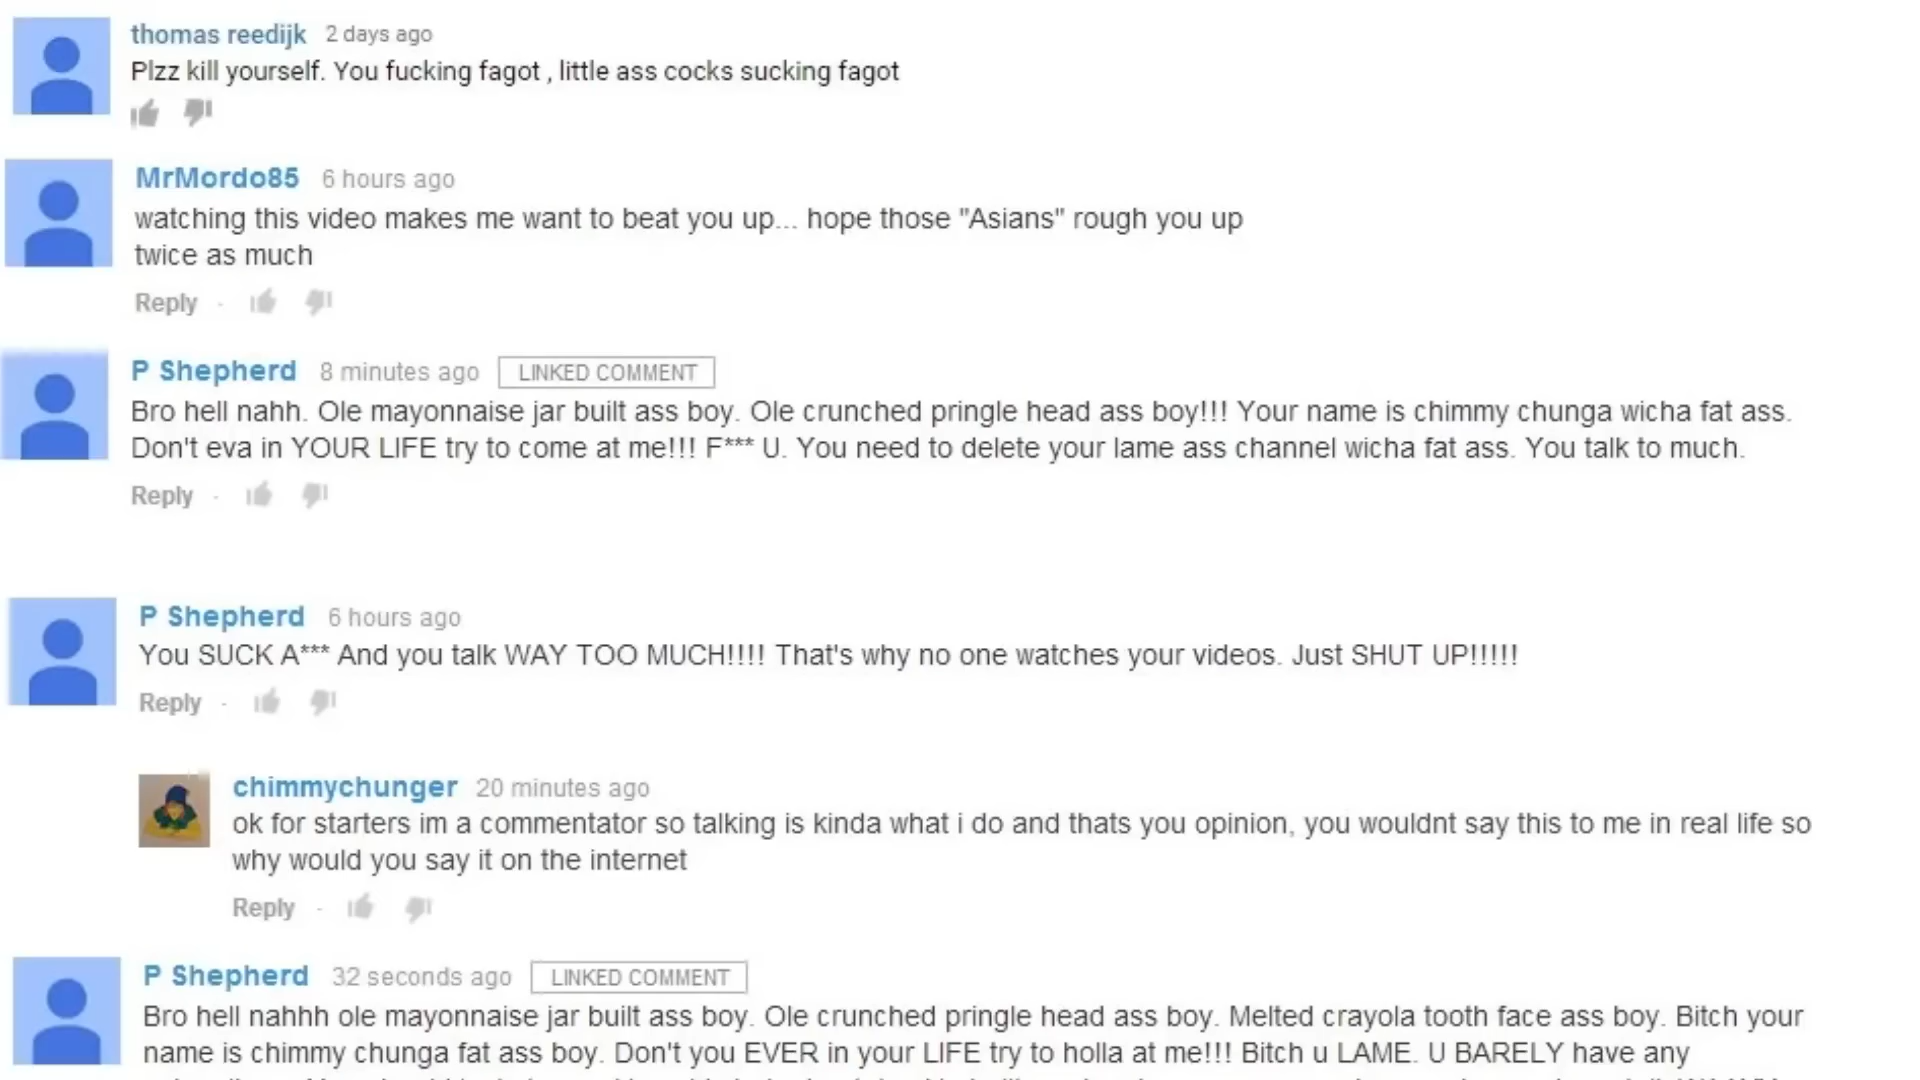 thomas reedijk 2 days ago
Plzz kill yourself. You fucking fagot , little ass cocks sucking fagot
MrMordo85 6 hours ago
watching this video makes me want to beat you up... hope those "Asians" rough you up
twice as much
Reply
P Shepherd 8 minutes ago LINKED COMMENT
Bro hell nahh. Ole mayonnaise jar built ass boy. Ole crunched pringle head ass boy!!! Your name is chimmy chunga wicha fat ass.
Don't eva in YOUR LIFE try to come at me!!! F*** U. You need to delete your lame ass channel wicha fat ass. You talk to much.
Reply
P Shepherd 6 hours ago
You SUCK A*** And you talk WAY TOO MUCH!!!! That's why no one watches your videos. Just SHUT UP!!!!!
Reply
chimmychunger 20 minutes ago
ok for starters im a commentator so talking is kinda what i do and thats you opinion, you wouldnt say this to me in real life so
why would you say it on the internet
Reply
P Shepherd 32 seconds ago LINKED COMMENT
Bro hell nahhh ole mayonnaise jar built ass boy. Ole crunched pringle head ass boy. Melted crayola tooth face ass boy. Bitch your
name is chimmy chunga fat ass boy. Don't you EVER in your LIFE try to holla at me!!! Bitch u LAME. U BARELY have any